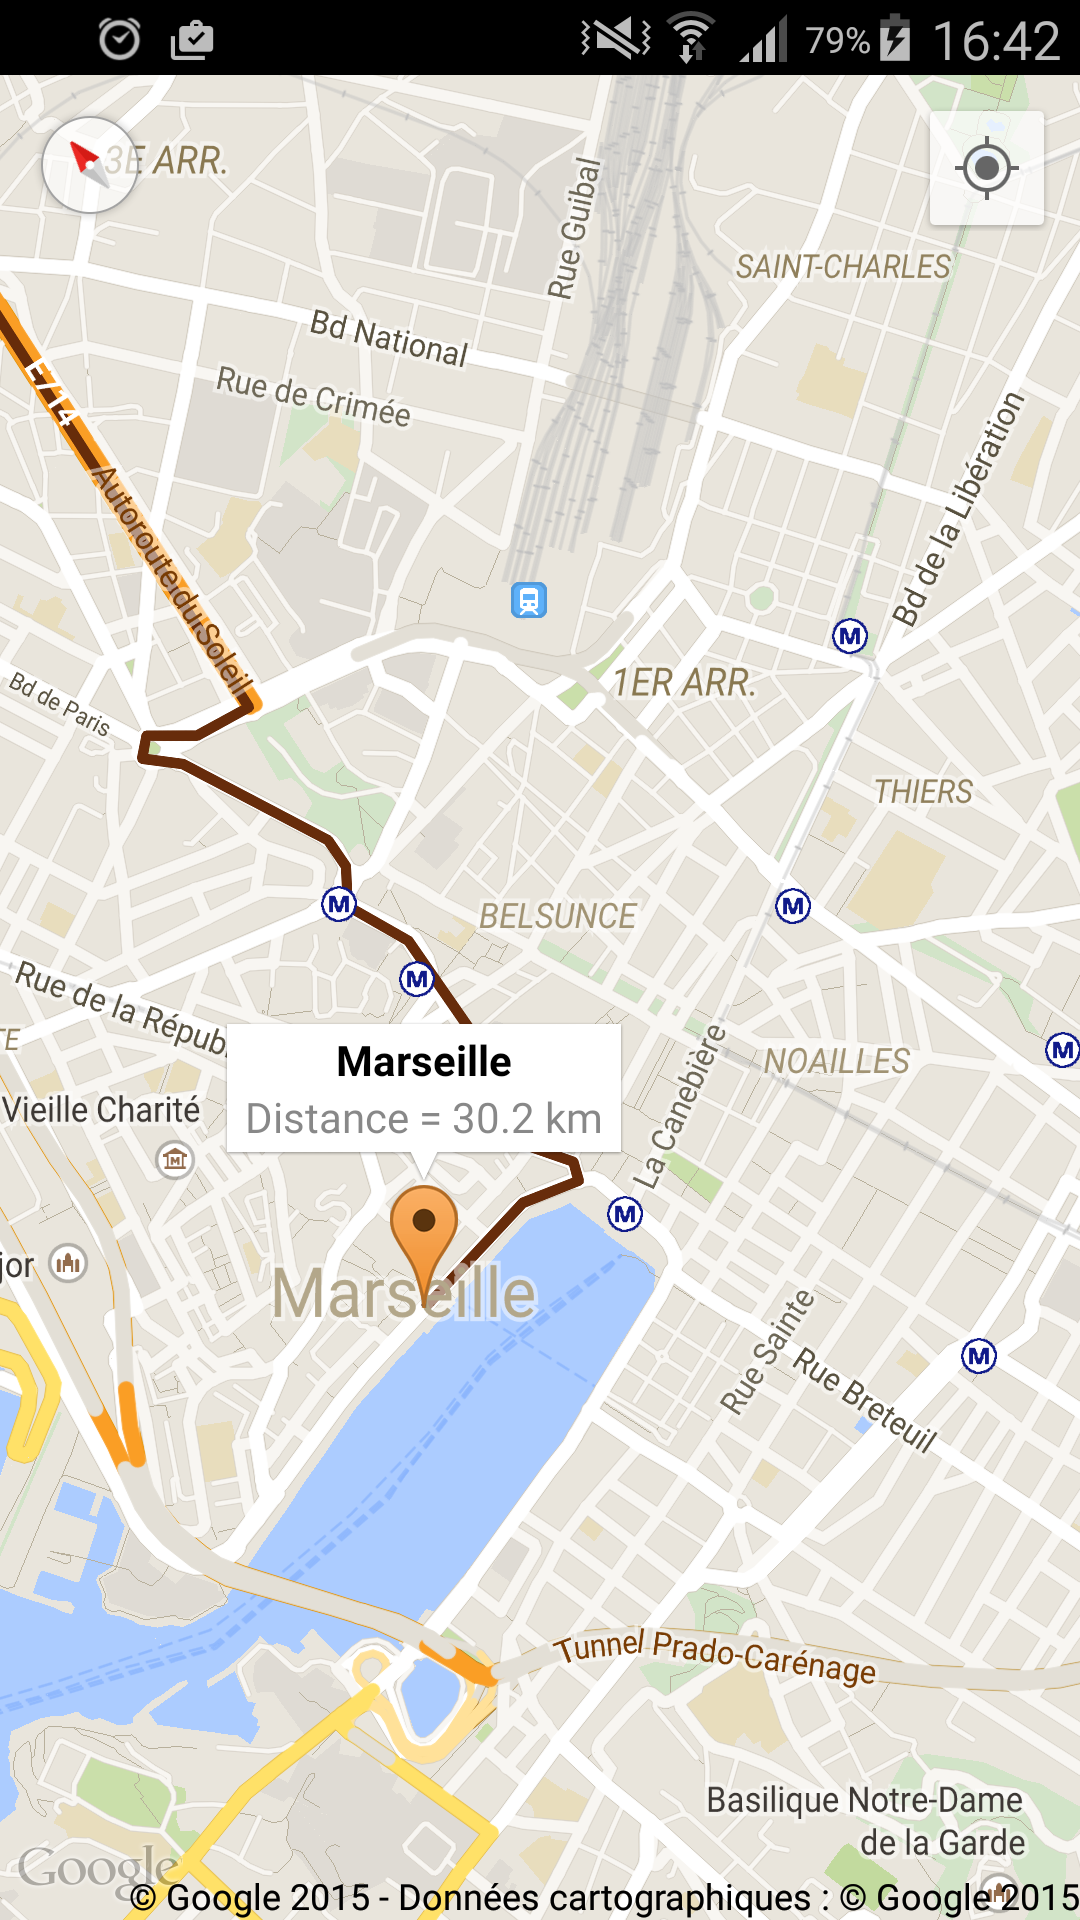 79% 16:42
3E ARR.
Rue Guibal
SAINT-CHARLES
Bd National
Rue de Crimée
E714
Bd de la Libération
Autoroute du Soleil
1ER ARR.
Bd de Paris
THIERS
BELSUNCE
Rue de la Républ
La Canebière
NOAILLES
Marseille
Distance = 30.2 km
Vieille Charité
jor
Marseille
Rue Sainte
Rue Breteuil
Tunnel Prado-Carénage
Basilique Notre-Dame
de la Garde
Google
© Google 2015 - Données cartographiques : © Google 2015